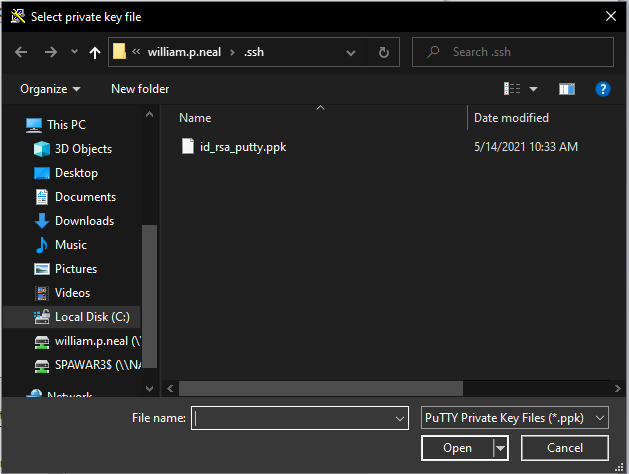 Select private key file
william.p.neal
.ssh
Search .ssh
Organize
New folder
Name
Date modified
This PC
3D Objects
Desktop
Documents
Downloads
Music
Pictures
Videos
Local Disk (C:)
william.p.neal (\\
SPAWAR3$ (\\NA
Network
id_rsa_putty.ppk
5/14/2021 10:33 AM
File name:
PuTTY Private Key Files (*.ppk)
Open
Cancel